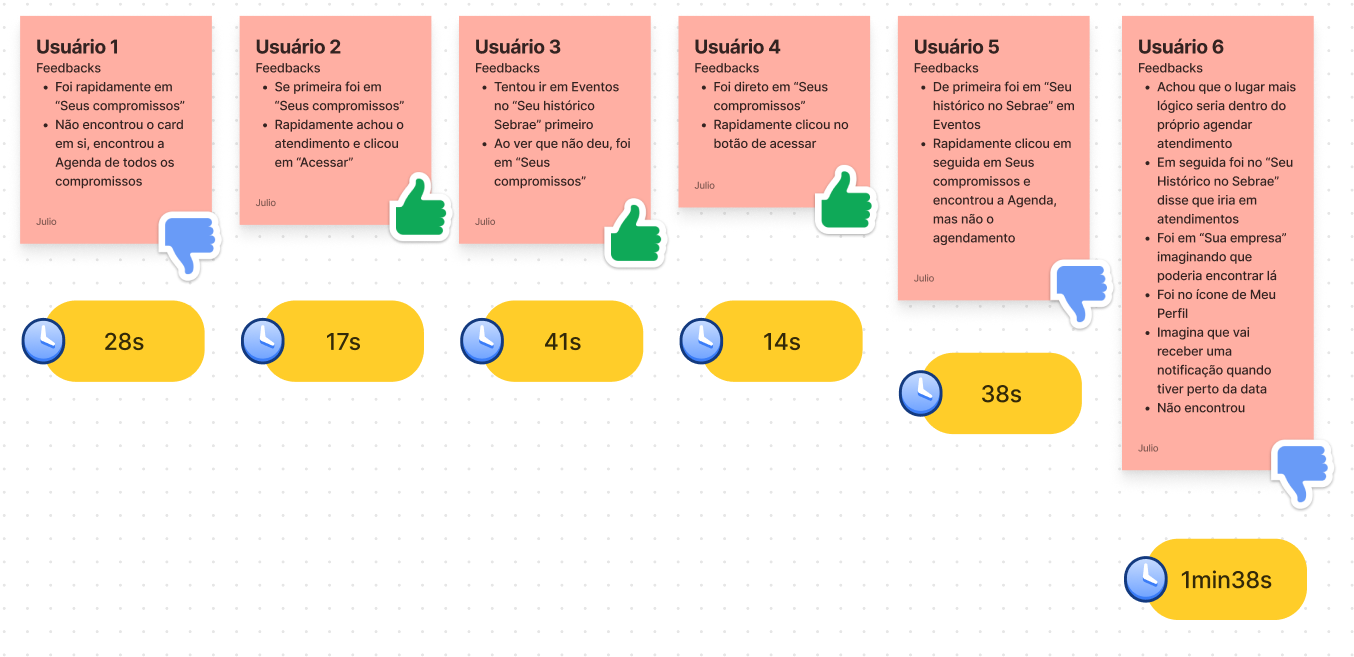 Usuário 1
Feedbacks
• Foi rapidamente em
“Seus compromissos”
• Não encontrou o card
em si, encontrou a
Agenda de todos os
compromissos
Julio
28s
Usuário 2
Feedbacks
• Se primeira foi em
“Seus compromissos”
• Rapidamente achou o
atendimento e clicou
em “Acessar”
Julio
17s
Usuário 3
Feedbacks
• Tentou ir em Eventos
no “Seu histórico
Sebrae” primeiro
• Ao ver que não deu, foi
em “Seus
compromissos”
Julio
41s
Usuário 4
Feedbacks
• Foi direto em “Seus
compromissos”
• Rapidamente clicou no
botão de acessar
Julio
14s
Usuário 5
Feedbacks
• De primeira foi em “Seu
histórico no Sebrae” em
Eventos
• Rapidamente clicou em
seguida em Seus
compromissos e
encontrou a Agenda,
mas não o
agendamento
Julio
38s
Usuário 6
Feedbacks
• Achou que o lugar mais
lógico seria dentro do
próprio agendar
atendimento
• Em seguida foi no “Seu
Histórico no Sebrae”
disse que iria em
atendimentos
• Foi em “Sua empresa”
imaginando que
poderia encontrar lá
• Foi no ícone de Meu
Perfil
• Imagina que vai
receber uma
notificação quando
tiver perto da data
• Não encontrou
Julio
1min38s